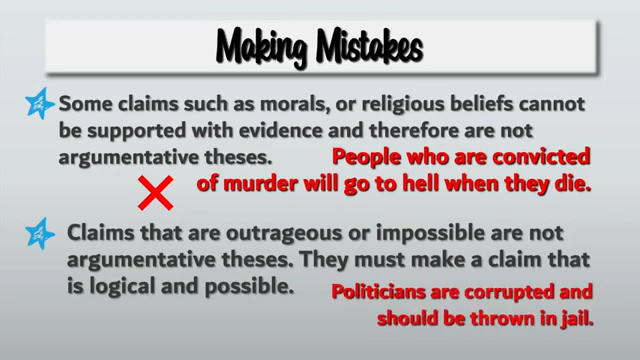 Making Mistakes
Some claims such as morals, or religious beliefs cannot
be supported with evidence and therefore are not
argumentative theses.
People who are convicted
of murder will go to hell when they die.
Claims that are outrageous or impossible are not
argumentative theses. They must make a claim that
is logical and possible.
Politicians are corrupted and
should be thrown in jail.